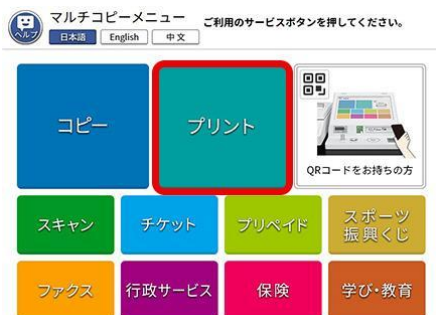 マルチコピーメニュー
ご利用のサービスボタンを押してください。
ヘルプ
日本語 English 中文
コピー
プリント
QRコードをお持ちの方
スキャン
チケット
プリペイド
スポーツ
振興くじ
ファクス
行政サービス
保険
学び・教育